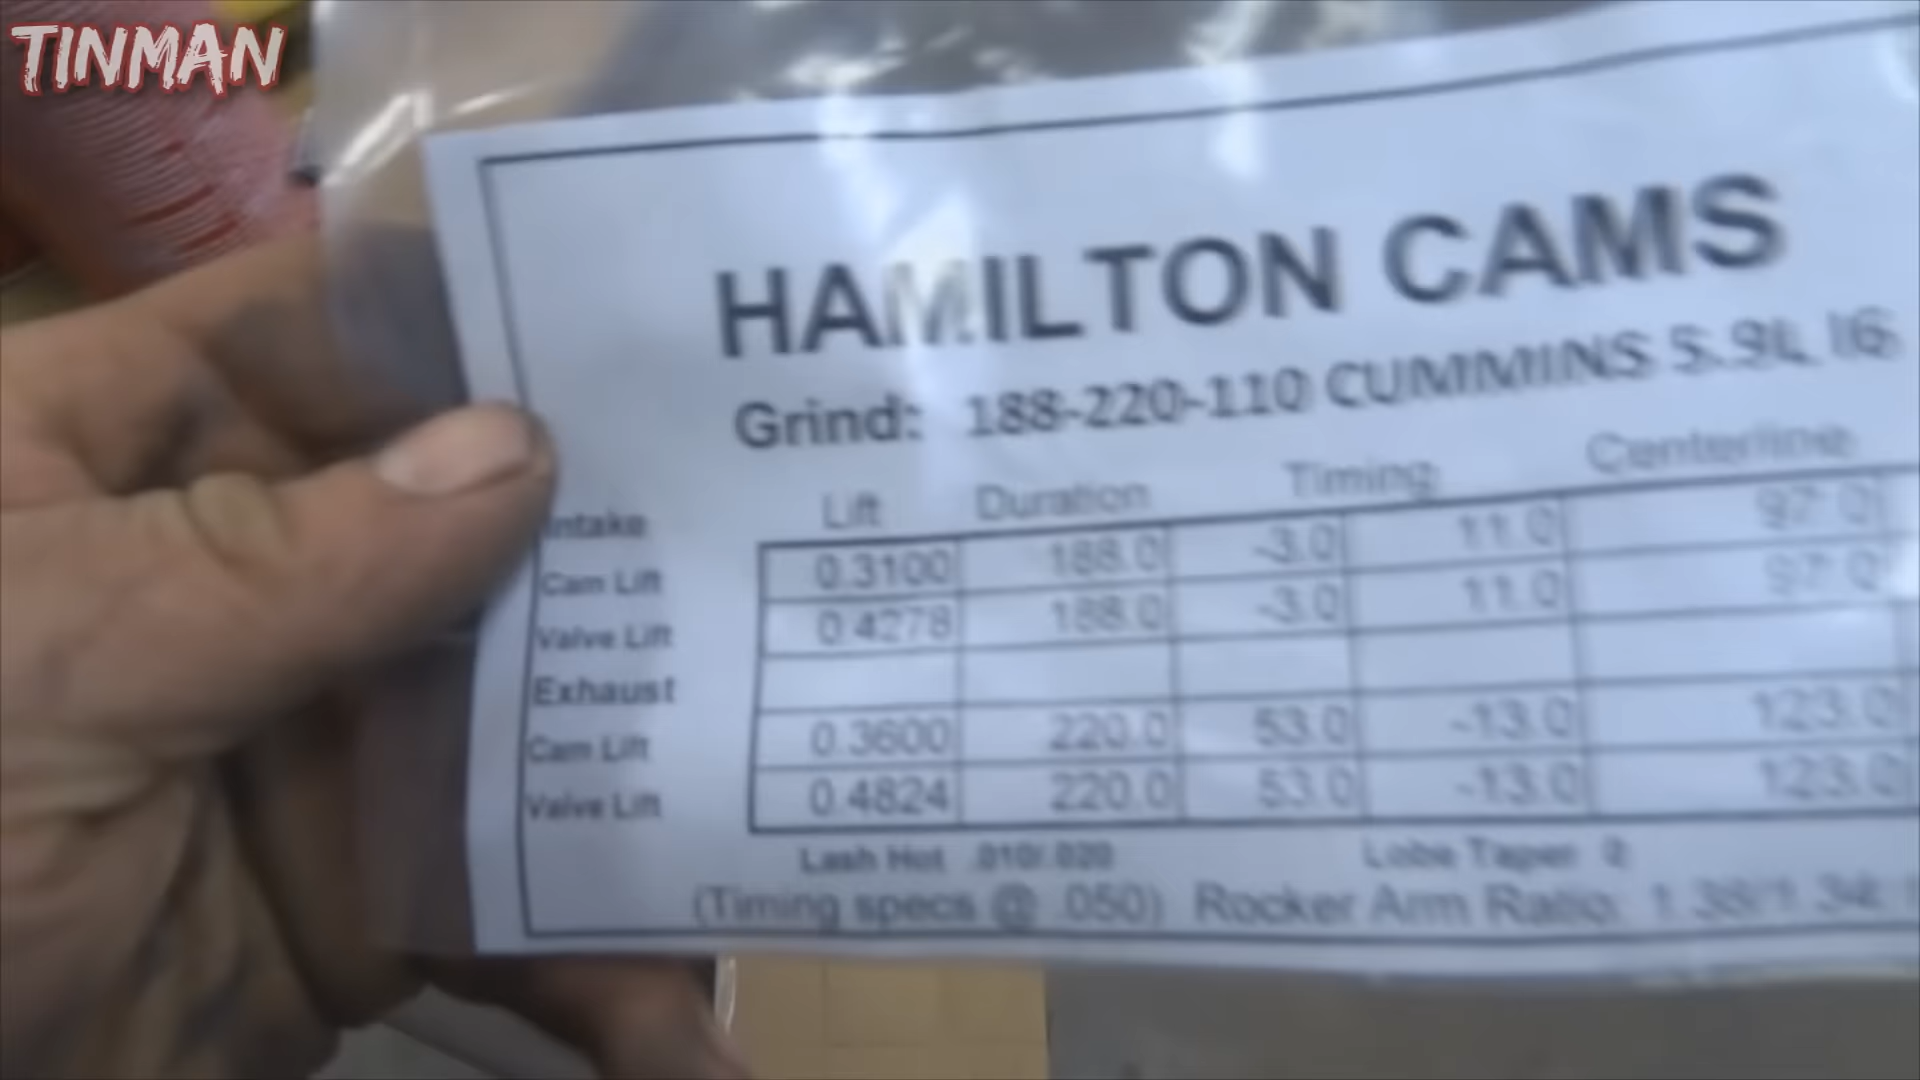 TINMAN
HAMILTON CAMS
Grind: 188-220-110 CUMMINS 5.9L I6
Lift Duration Timing Centerline
Intake
Cam Lift 0.3100 188.0 -3.0 11.0 97.0
Valve Lift 0.4278 188.0 -3.0 11.0 97.0
Exhaust
Cam Lift 0.3600 220.0 53.0 -13.0 123.0
Valve Lift 0.4824 220.0 53.0 -13.0 123.0
Lash Hot .010/.020 Lobe Taper 0
(Timing specs @ .050) Rocker Arm Ratio: 1.38/1.34:1